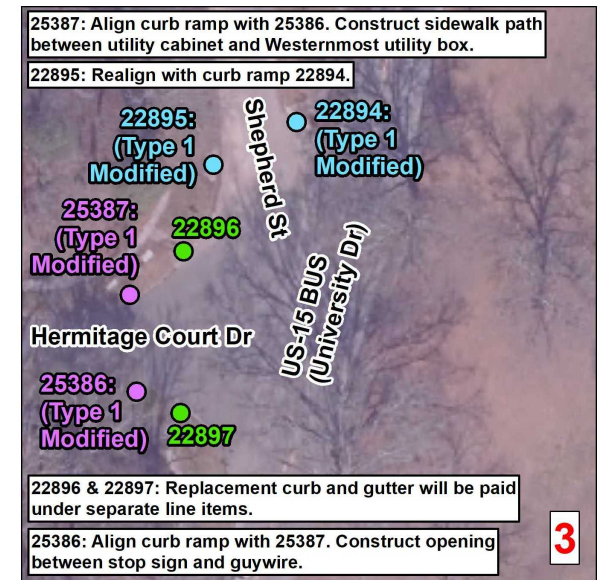 25387: Align curb ramp with 25386. Construct sidewalk path
between utility cabinet and Westernmost utility box.
22895: Realign with curb ramp 22894.
22895:
(Type 1
Modified)
Shepherd St
22894:
(Type 1
Modified)
25387:
(Type 1
Modified)
22896
US-15 BUS
(University Dr)
Hermitage Court Dr
25386:
(Type 1
Modified)
22897
22896 & 22897: Replacement curb and gutter will be paid
under separate line items.
25386: Align curb ramp with 25387. Construct opening
between stop sign and guywire.
3